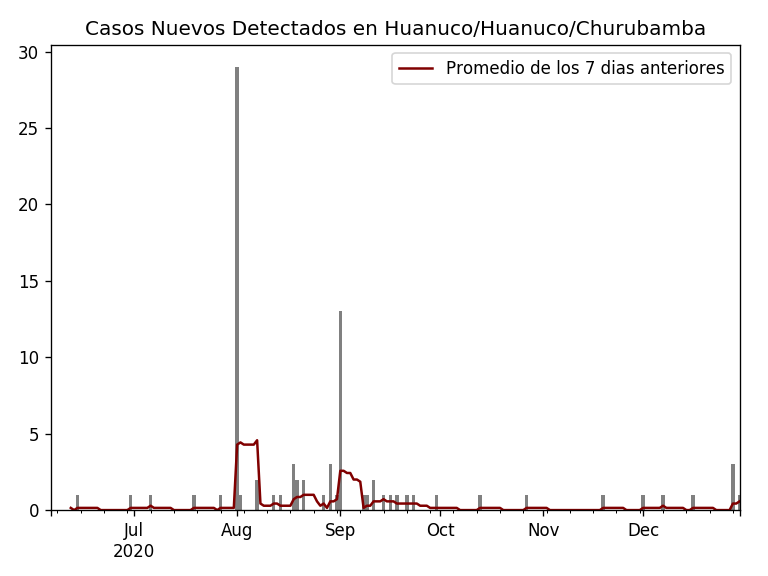 Casos Nuevos Detectados en Huanuco/Huanuco/Churubamba
Promedio de los 7 dias anteriores
30
25
20
15
10
5
0
Jul Aug Sep Oct Nov Dec
2020